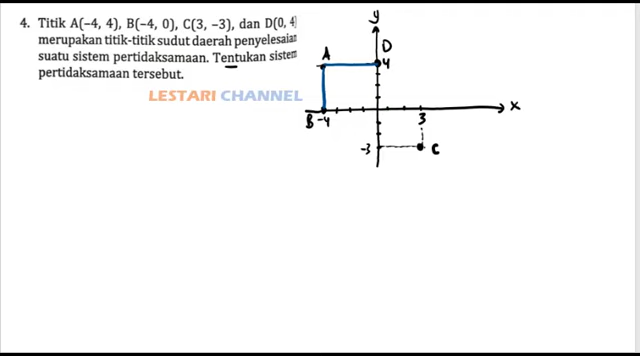 4. Titik A(−4, 4), B(−4, 0), C(3, −3), dan D(0, 4)
merupakan titik-titik sudut daerah penyelesaian
suatu sistem pertidaksamaan. Tentukan sistem
pertidaksamaan tersebut.
LESTARI CHANNEL
y
A
D
4
B -4
3
x
-3
C